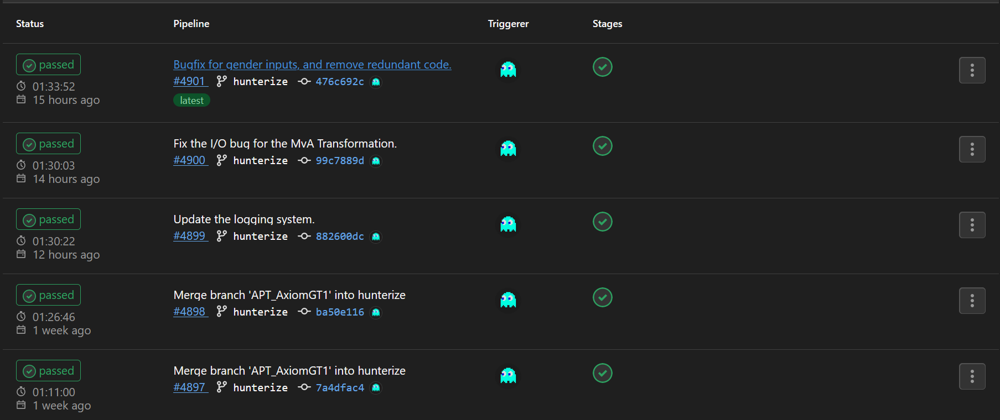 Status Pipeline Triggerer Stages
passed Bugfix for gender inputs, and remove redundant code.
01:33:52 #4901 hunterize 476c692c
15 hours ago latest
passed Fix the I/O bug for the MvA Transformation.
01:30:03 #4900 hunterize 99c7889d
14 hours ago
passed Update the logging system.
01:30:22 #4899 hunterize 882600dc
12 hours ago
passed Merge branch 'APT_AxiomGT1' into hunterize
01:26:46 #4898 hunterize ba50e116
1 week ago
passed Merge branch 'APT_AxiomGT1' into hunterize
01:11:00 #4897 hunterize 7a4dfac4
1 week ago